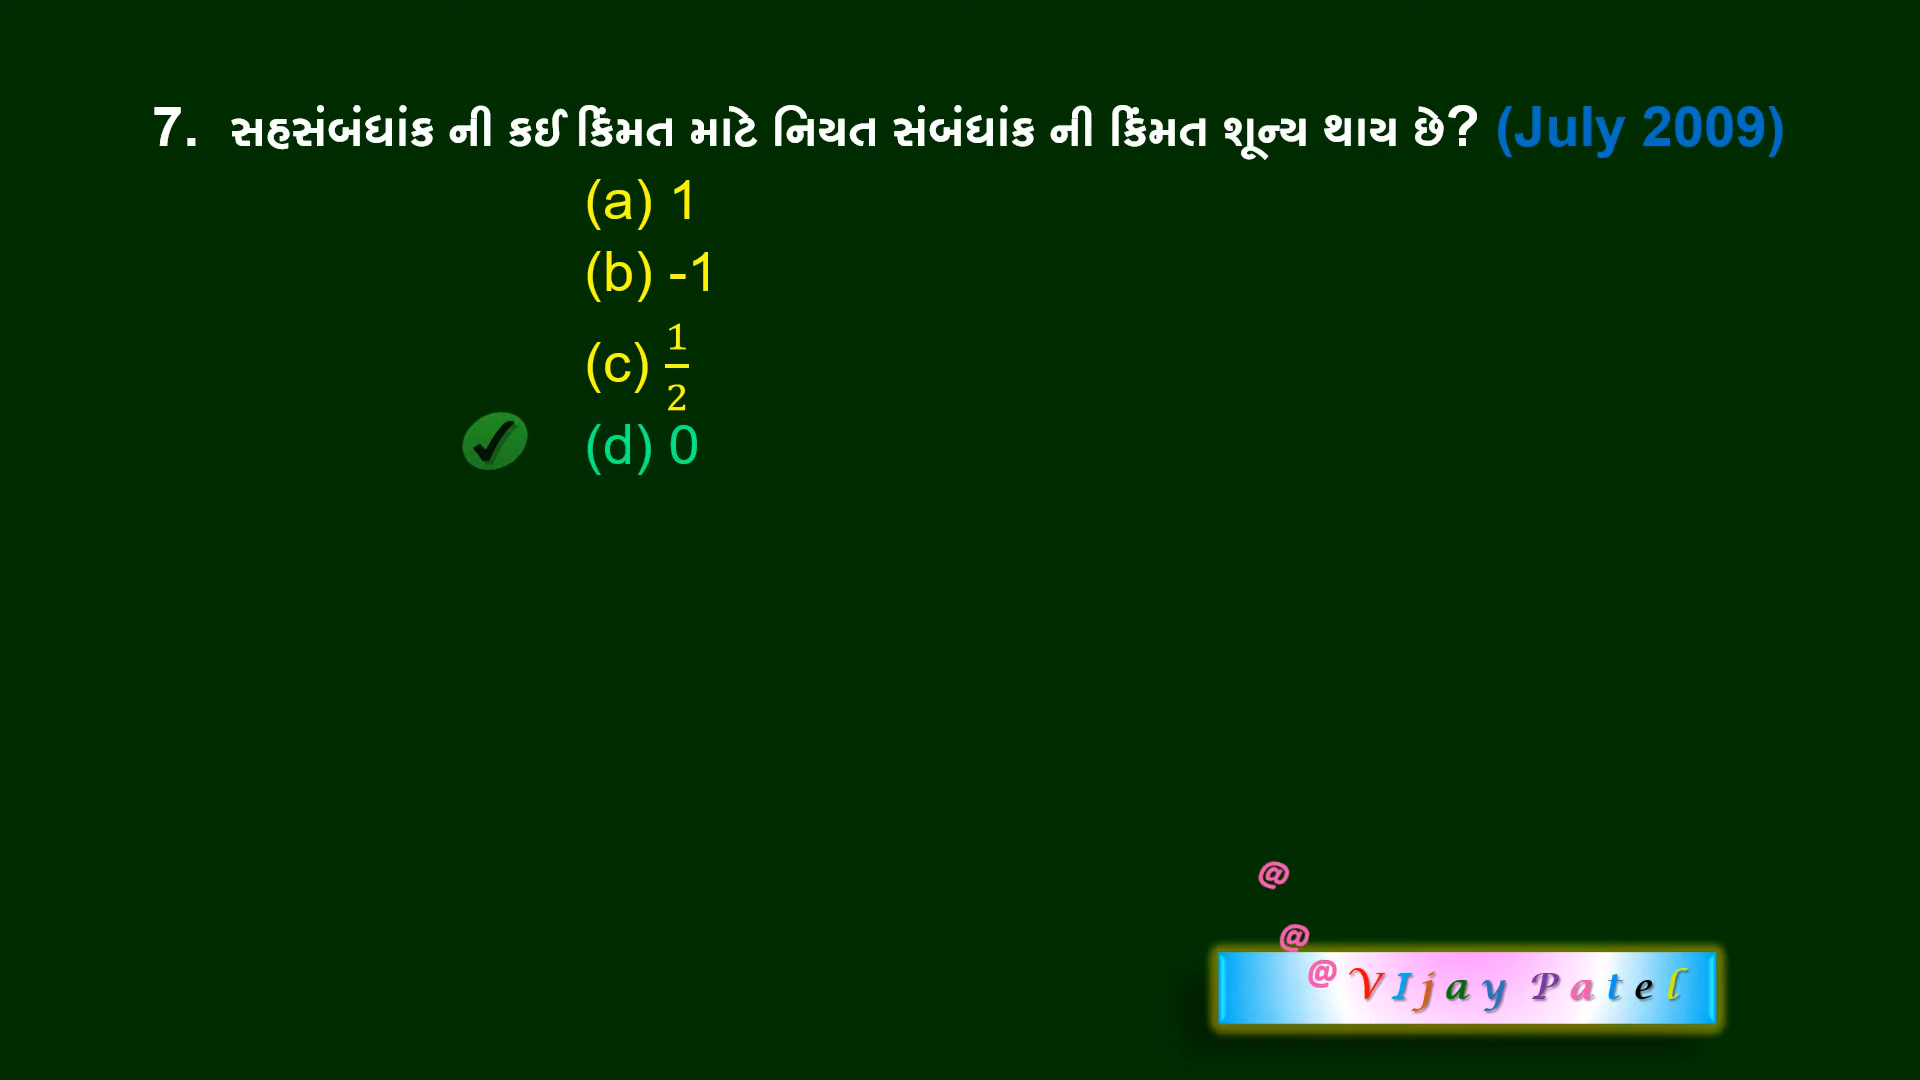 7. સહસંબંધાંક ની કઈ કિંમત માટે નિયત સંબંધાંક ની કિંમત શૂન્ય થાય છે? (July 2009)
(a) 1
(b) -1
(c) 1/2
(d) 0
@
@
@ VIjay Patel